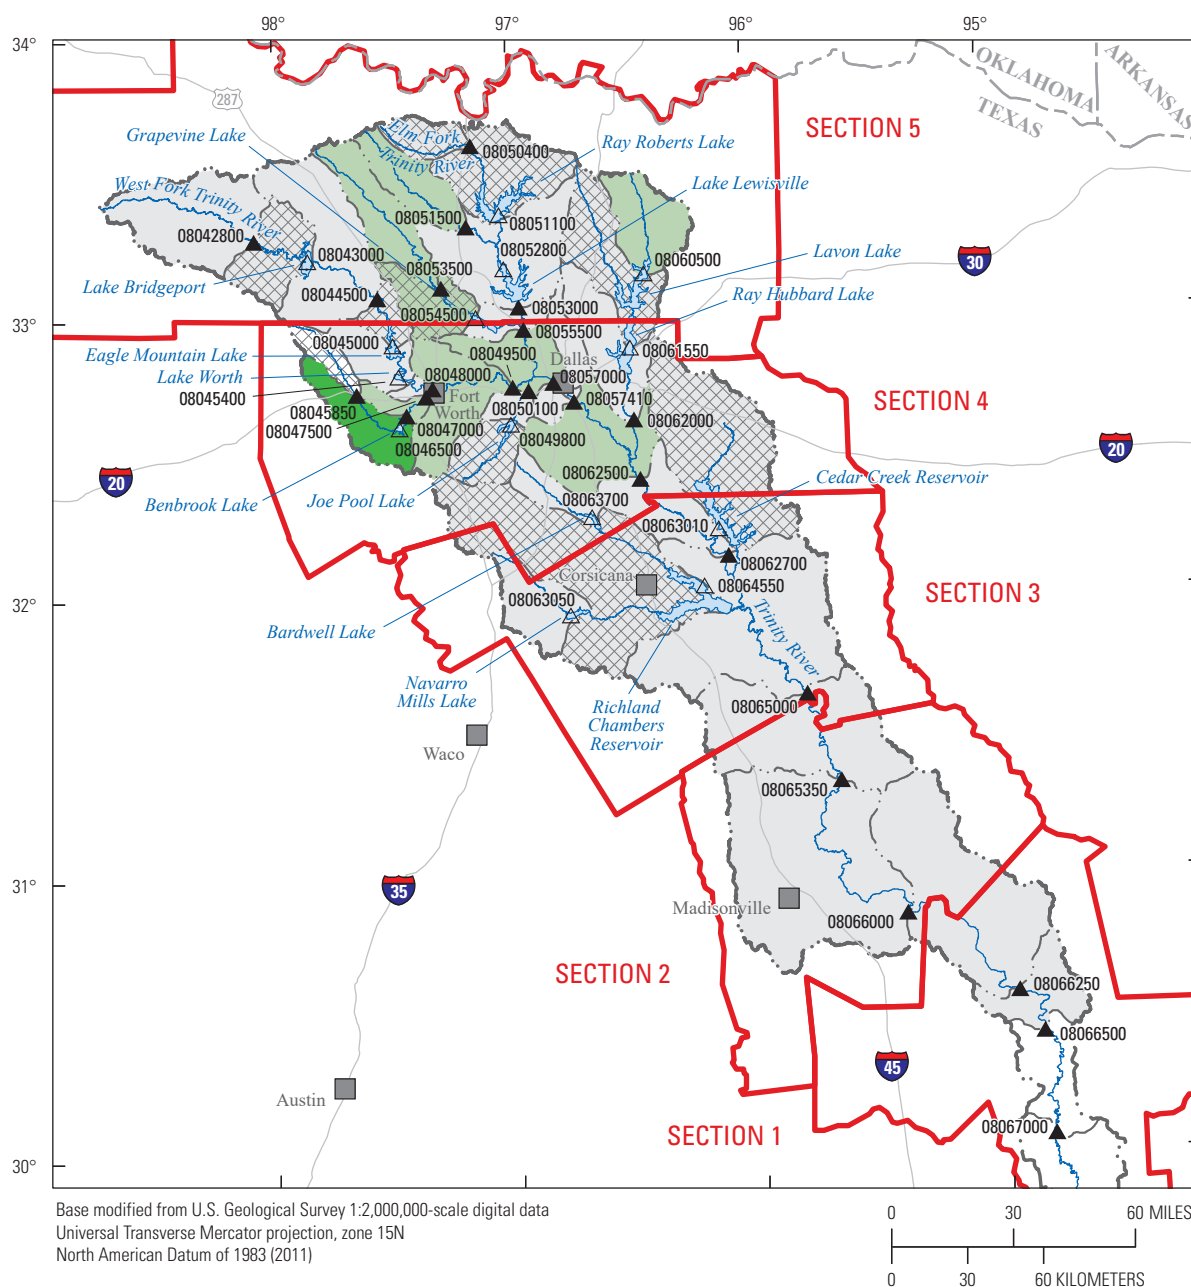 98°
97°
96°
95°
34°
287
OKLAHOMA
TEXAS
ARKANSAS
SECTION 5
Grapevine Lake
Elm Fork
Trinity River
08050400
Ray Roberts Lake
West Fork Trinity River
Lake Lewisville
08051500
08051100
08042800
08043000
08052800
Lavon Lake
30
08053500
08060500
Lake Bridgeport
08044500
Ray Hubbard Lake
08054500
08053000
33°
08055500
08045000
08049500
08061550
Eagle Mountain Lake
Dallas
Lake Worth
08048000
08057000
08045400
Fort
Worth
08057410
SECTION 4
08045850
08050100
08062000
08047500
08047000
08049800
08046500
20
20
08062500
Cedar Creek Reservoir
Benbrook Lake
Joe Pool Lake
08063700
08063010
08062700
Corsicana
08064550
32°
08063050
SECTION 3
Bardwell Lake
Trinity River
Navarro
Mills Lake
Richland
Chambers
Reservoir
08065000
Waco
08065350
31°
35
Madisonville
08066000
SECTION 2
08066250
08066500
45
Austin
08067000
SECTION 1
30°
Base modified from U.S. Geological Survey 1:2,000,000-scale digital data
Universal Transverse Mercator projection, zone 15N
North American Datum of 1983 (2011)
0 30 60 MILES
0 30 60 KILOMETERS